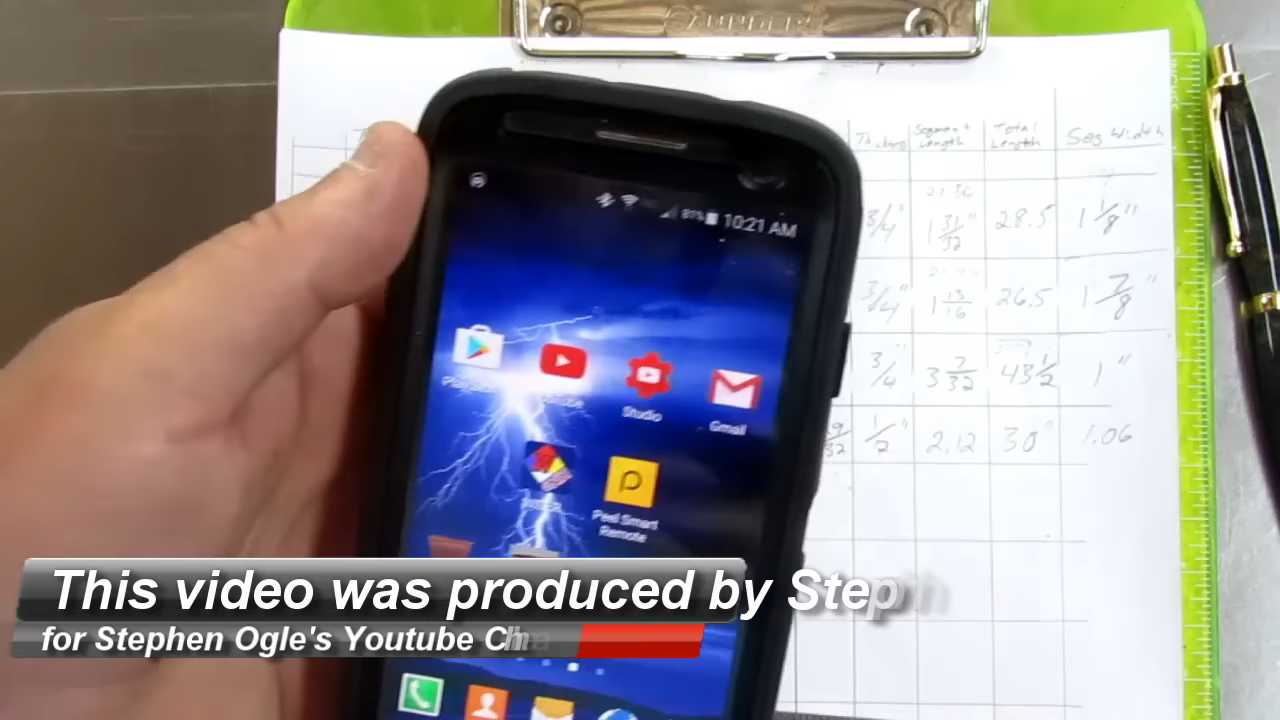 SAUNDERS
INCHES
Segment Length
Total Length
Seg Width
81% 10:21 AM
3/4" 1 31/32" 28.5 1 1/8"
3/4" 1 13/16 26.5 1 7/8"
3/4" 3 7/32 43 1/2 1"
1/2" 2.12 30" 1.06
Studio
Gmail
Peel Smart
Remote
This video was produced by Step
for Stephen Ogle's Youtube Ch